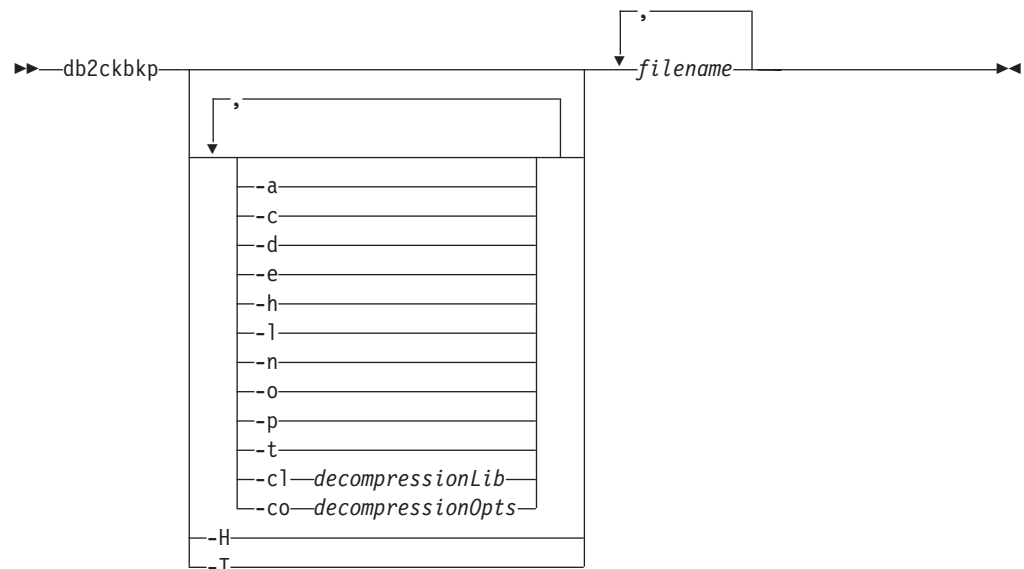 ,
db2ckbkp filename
,
-a
-c
-d
-e
-h
-l
-n
-o
-p
-t
-cl decompressionLib
-co decompressionOpts
-H
-T